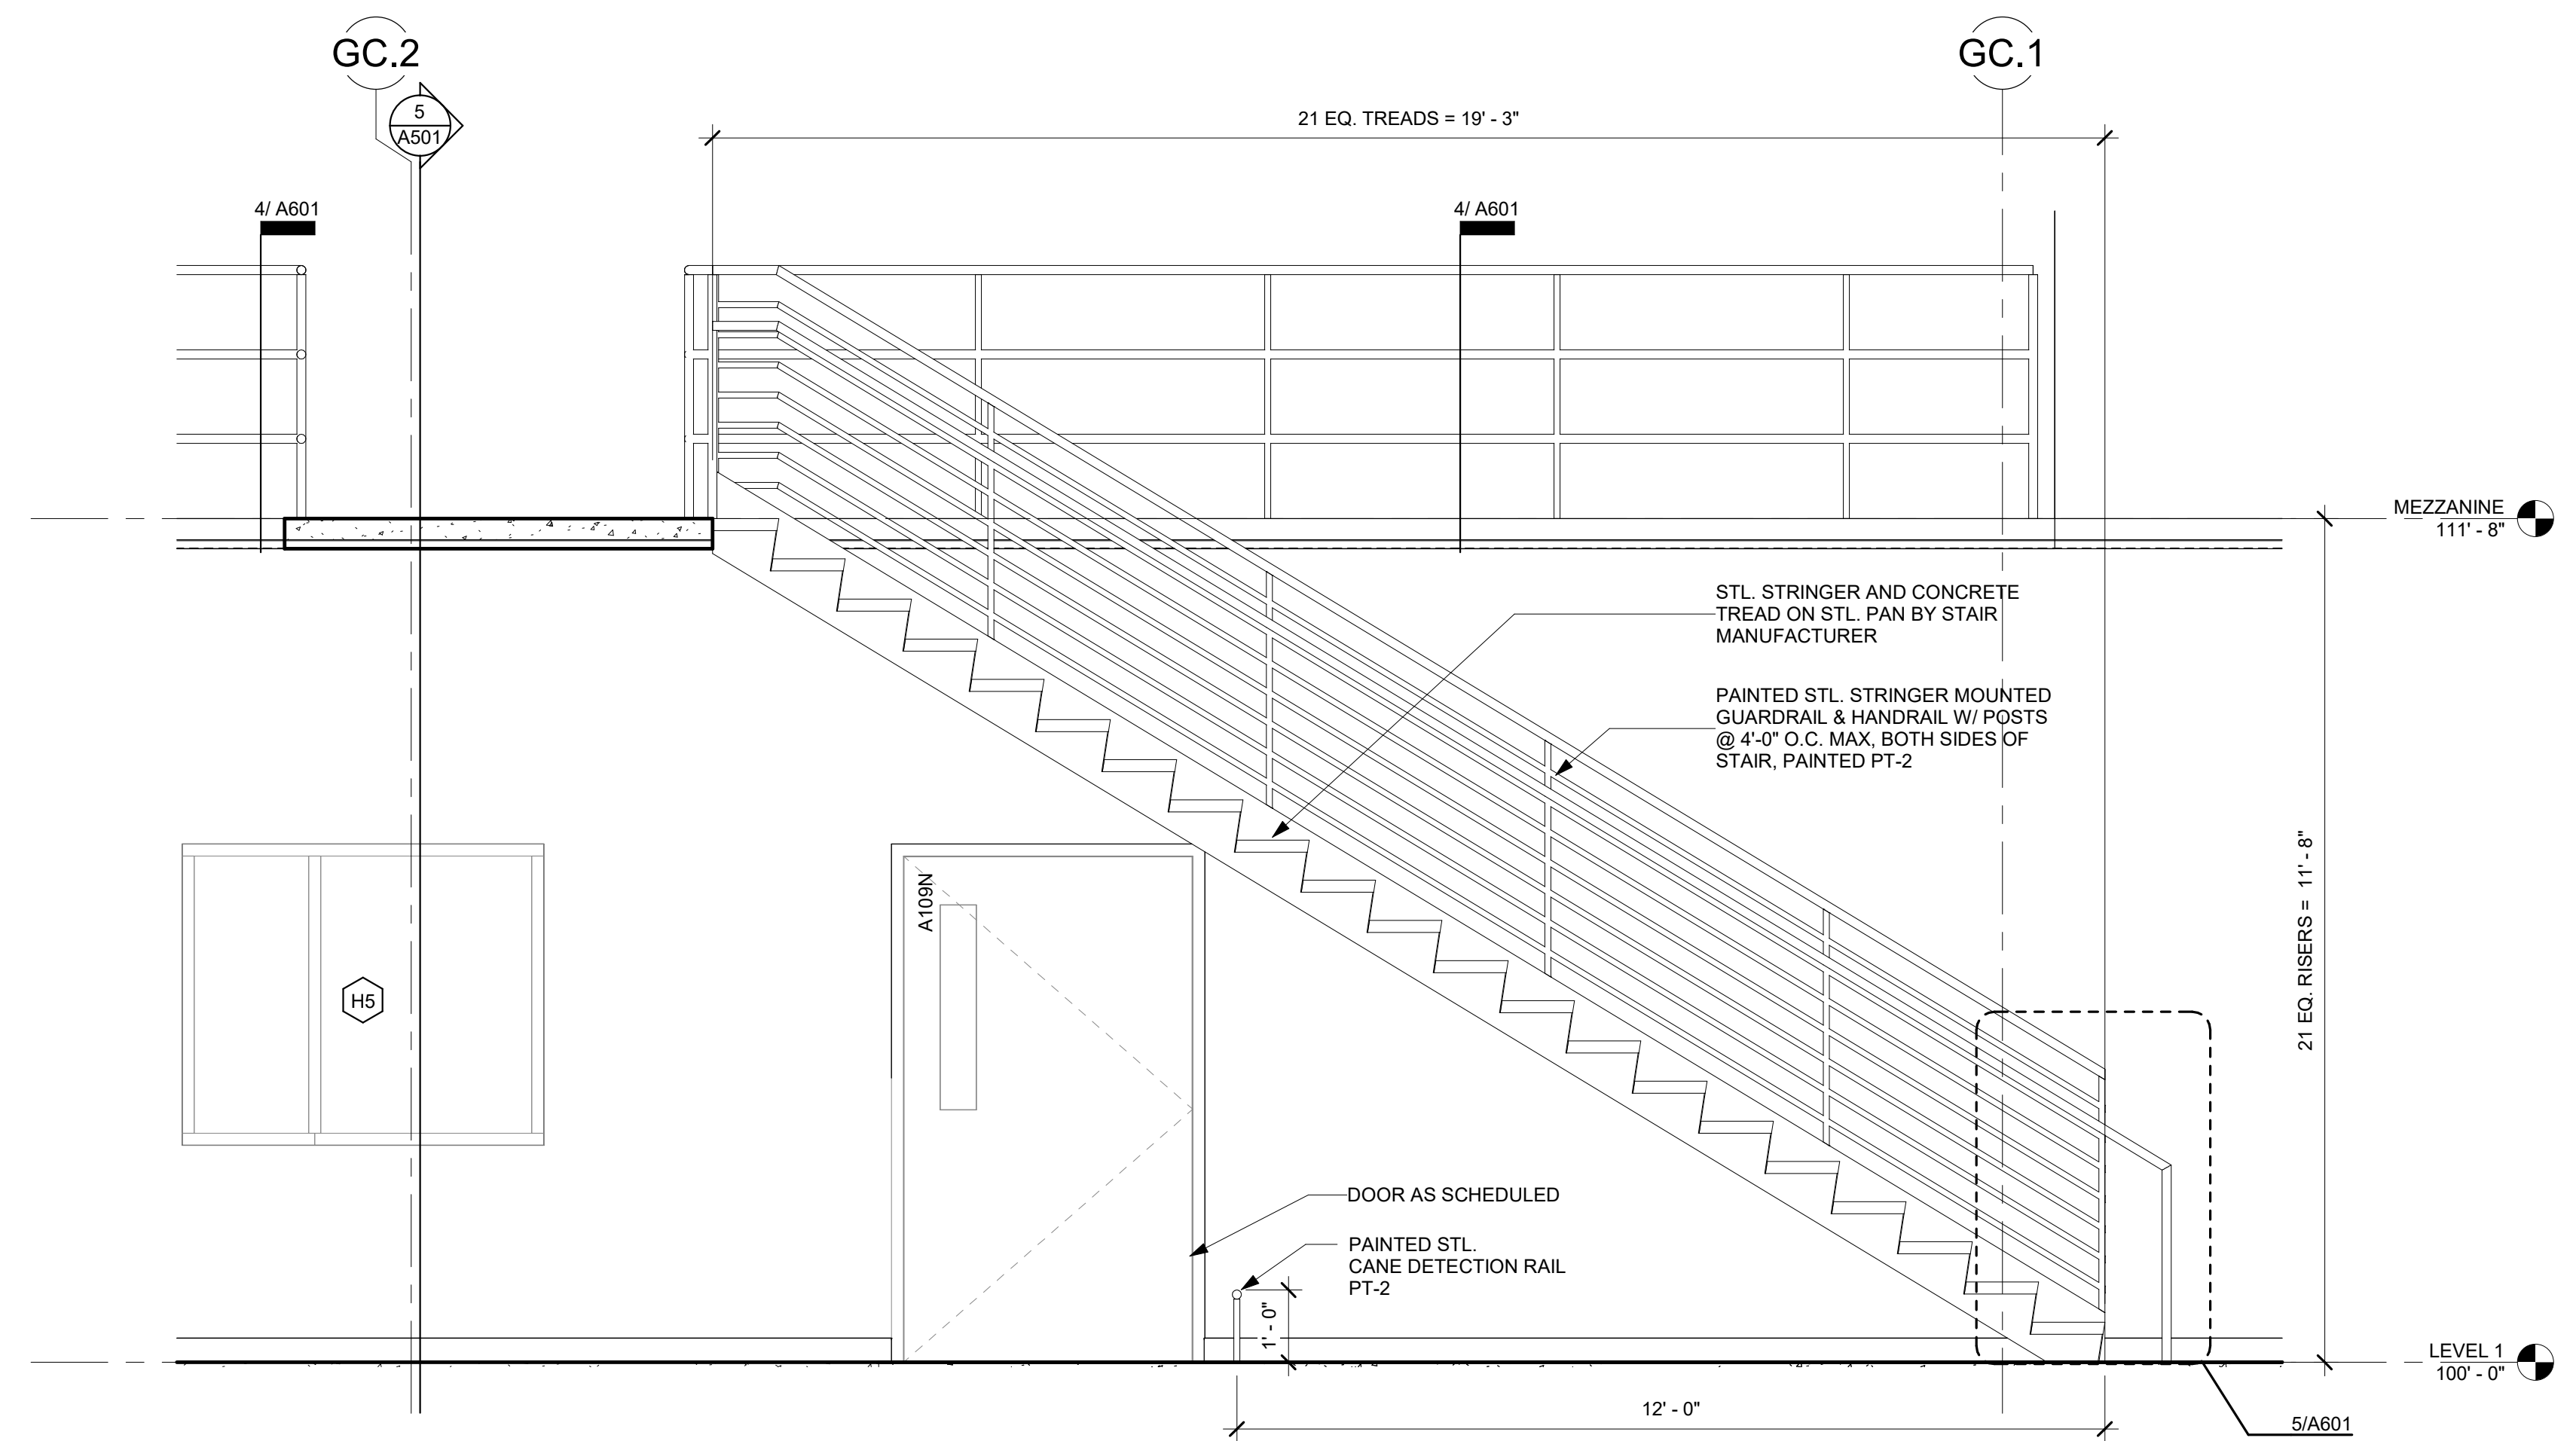 GC.2
GC.1
5
A501
21 EQ. TREADS = 19' - 3"
4/ A601
4/ A601
MEZZANINE
111' - 8"
STL. STRINGER AND CONCRETE
TREAD ON STL. PAN BY STAIR
MANUFACTURER
PAINTED STL. STRINGER MOUNTED
GUARDRAIL & HANDRAIL W/ POSTS
@ 4'-0" O.C. MAX, BOTH SIDES OF
STAIR, PAINTED PT-2
21 EQ. RISERS = 11' - 8"
A109N
H5
DOOR AS SCHEDULED
PAINTED STL.
CANE DETECTION RAIL
PT-2
1' - 0"
LEVEL 1
100' - 0"
12' - 0"
5/A601